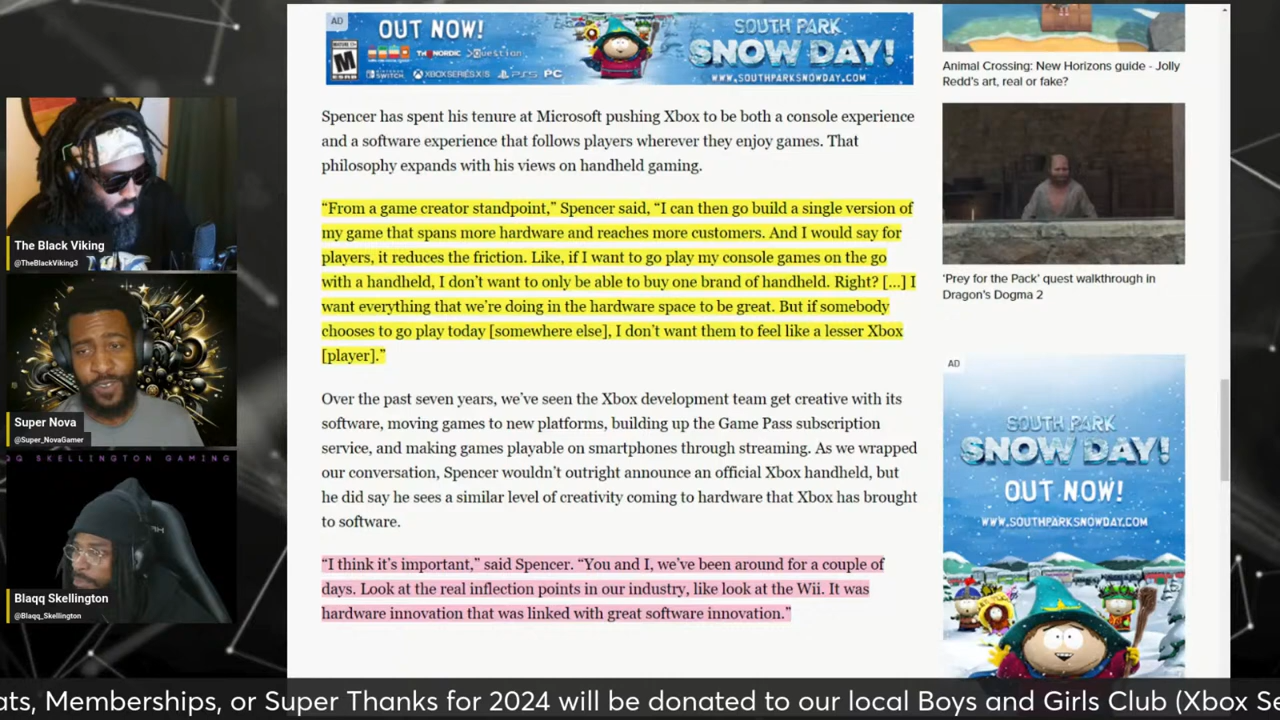 AD
OUT NOW!
SOUTH PARK
SNOW DAY!
WWW.SOUTHPARKSNOWDAY.COM
MATURE 17+
M
ESRB
THQNORDIC
Question
SWITCH
XBOX SERIES X|S
PS5
PC
Spencer has spent his tenure at Microsoft pushing Xbox to be both a console experience
and a software experience that follows players wherever they enjoy games. That
philosophy expands with his views on handheld gaming.
“From a game creator standpoint,” Spencer said, “I can then go build a single version of
my game that spans more hardware and reaches more customers. And I would say for
players, it reduces the friction. Like, if I want to go play my console games on the go
with a handheld, I don’t want to only be able to buy one brand of handheld. Right? [...] I
want everything that we’re doing in the hardware space to be great. But if somebody
chooses to go play today [somewhere else], I don’t want them to feel like a lesser Xbox
[player].”
Over the past seven years, we’ve seen the Xbox development team get creative with its
software, moving games to new platforms, building up the Game Pass subscription
service, and making games playable on smartphones through streaming. As we wrapped
our conversation, Spencer wouldn’t outright announce an official Xbox handheld, but
he did say he sees a similar level of creativity coming to hardware that Xbox has brought
to software.
“I think it’s important,” said Spencer. “You and I, we’ve been around for a couple of
days. Look at the real inflection points in our industry, like look at the Wii. It was
hardware innovation that was linked with great software innovation.”
Animal Crossing: New Horizons guide - Jolly
Redd’s art, real or fake?
‘Prey for the Pack’ quest walkthrough in
Dragon’s Dogma 2
AD
SOUTH PARK
SNOW DAY!
OUT NOW!
WWW.SOUTHPARKSNOWDAY.COM
The Black Viking
@TheBlackViking3
Super Nova
@Super_NovaGamer
QQ SKELLINGTON GAMING
Blaqq Skellington
@Blaqq_Skellington
ats, Memberships, or Super Thanks for 2024 will be donated to our local Boys and Girls Club (Xbox Se